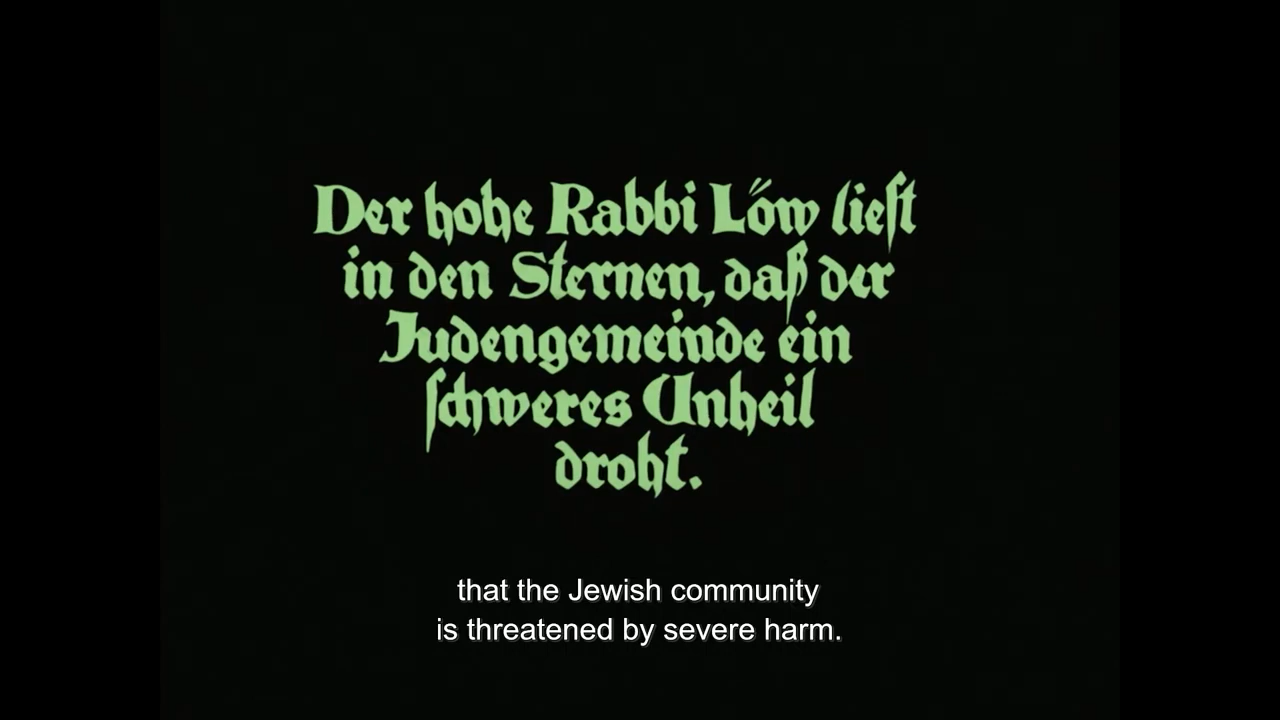 Der hohe Rabbi Löw liest
in den Sternen, daß der
Judengemeinde ein
schweres Unheil
droht.
that the Jewish community
is threatened by severe harm.